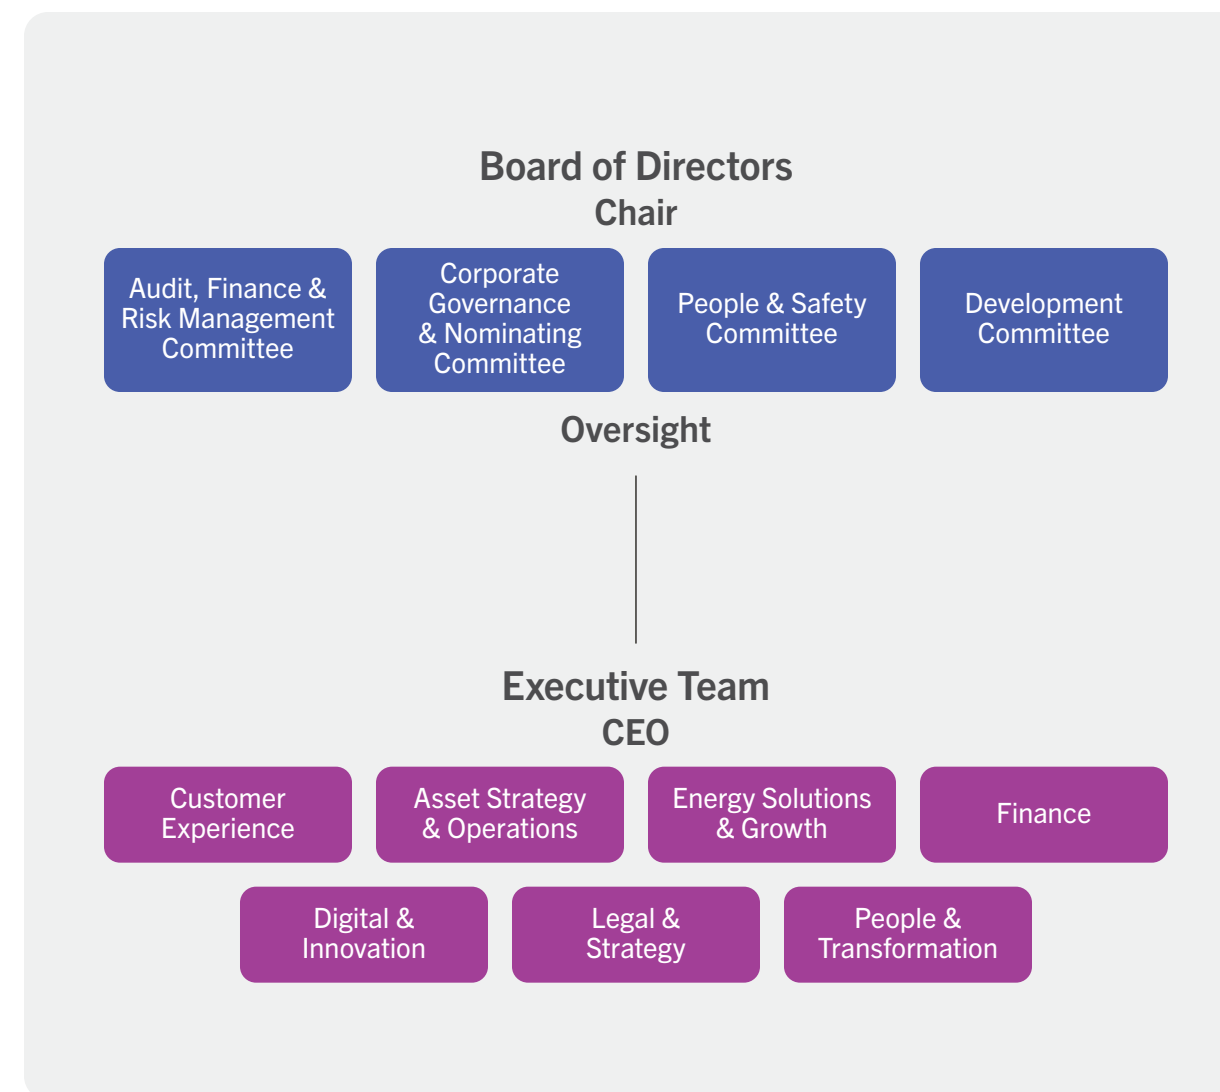 Board of Directors
Chair
Audit, Finance &
Risk Management
Committee
Corporate
Governance
& Nominating
Committee
People & Safety
Committee
Development
Committee
Oversight
Executive Team
CEO
Customer
Experience
Asset Strategy
& Operations
Energy Solutions
& Growth
Finance
Digital &
Innovation
Legal &
Strategy
People &
Transformation